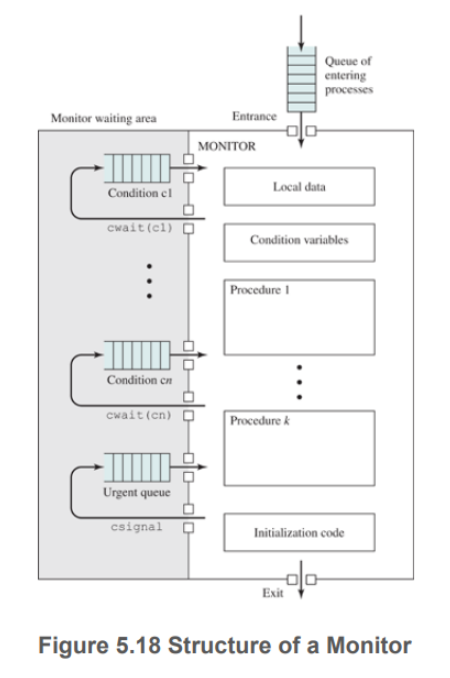 Queue of
entering
processes
Monitor waiting area
Entrance
MONITOR
Condition c1
Local data
cwait(c1)
Condition variables
Procedure 1
Condition cn
cwait(cn)
Procedure k
Urgent queue
csignal
Initialization code
Exit
Figure 5.18 Structure of a Monitor